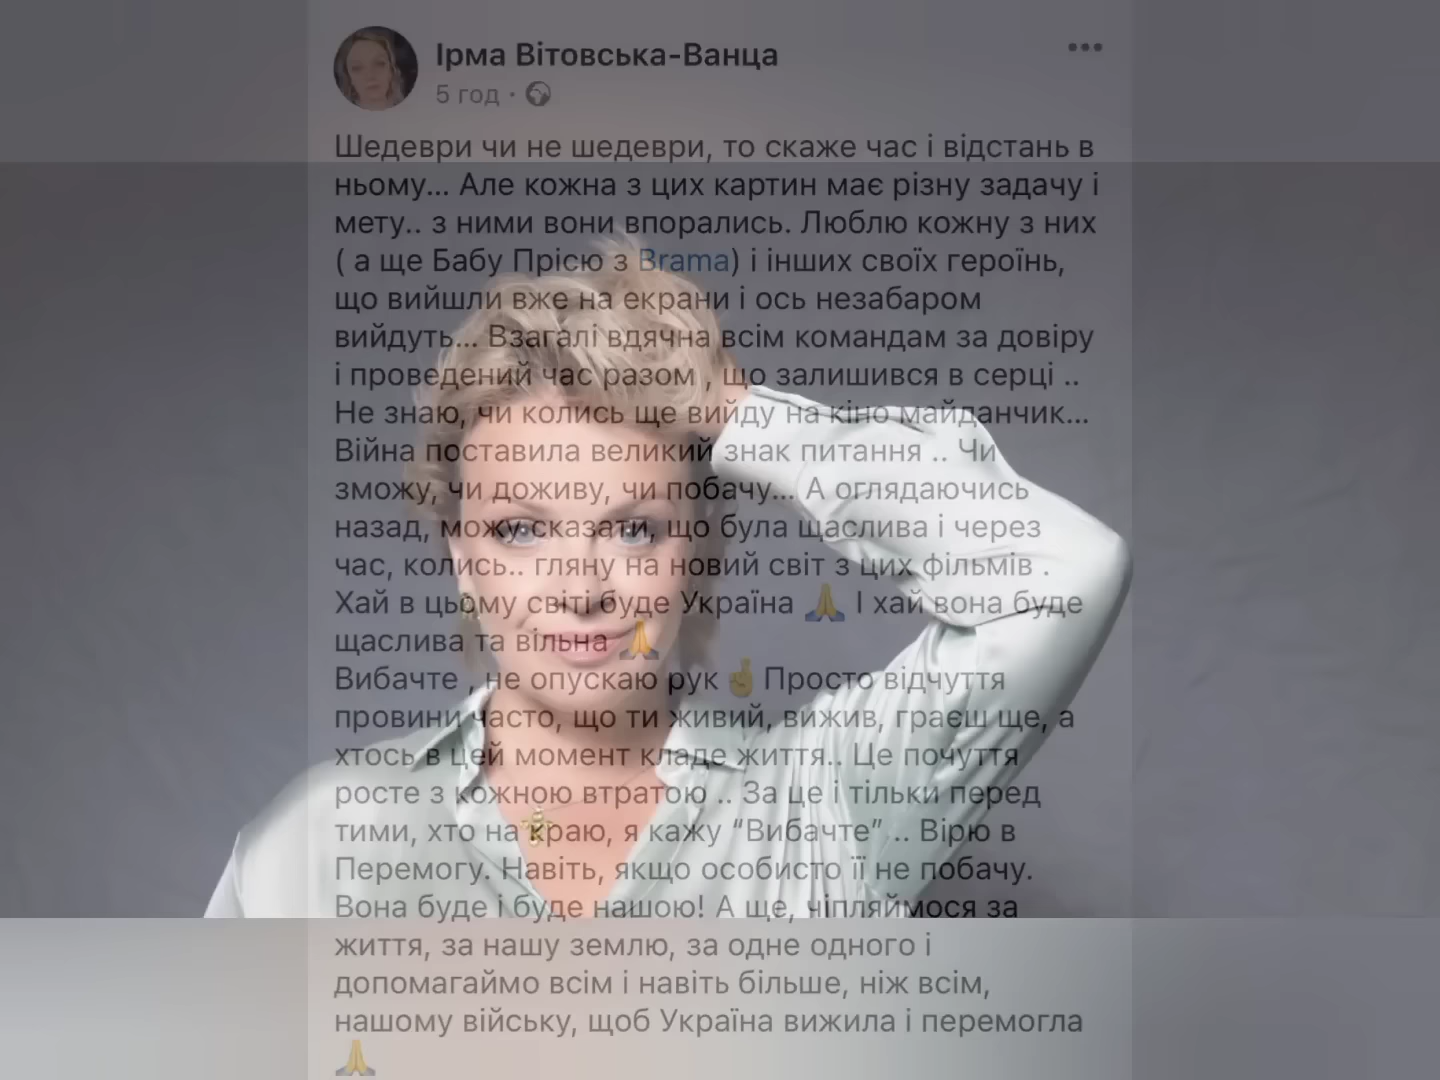 Ірма Вітовська-Ванца
5 год ·
Шедеври чи не шедеври, то скаже час і відстань в
ньому... Але кожна з цих картин має різну задачу і
мету.. з ними вони впорались. Люблю кожну з них
( а ще Бабу Прісю з Brama) і інших своїх героїнь,
що вийшли вже на екрани і ось незабаром
вийдуть... Взагалі вдячна всім командам за довіру
і проведений час разом , що залишився в серці ..
Не знаю, чи колись ще вийду на кіно майданчик...
Війна поставила великий знак питання .. Чи
зможу, чи доживу, чи побачу... А оглядаючись
назад, можу сказати, що була щаслива і через
час, колись.. гляну на новий світ з цих фільмів .
Хай в цьому світі буде Україна 🙏 І хай вона буде
щаслива та вільна 🙏
Вибачте , не опускаю рук 🤞 Просто відчуття
провини часто, що ти живий, вижив, граєш ще, а
хтось в цей момент кладе життя.. Це почуття
росте з кожною втратою .. За це і тільки перед
тими, хто на краю, я кажу “Вибачте” .. Вірю в
Перемогу. Навіть, якщо особисто її не побачу.
Вона буде і буде нашою! А ще, чіпляймося за
життя, за нашу землю, за одне одного і
допомагаймо всім і навіть більше, ніж всім,
нашому війську, щоб Україна вижила і перемогла
🙏